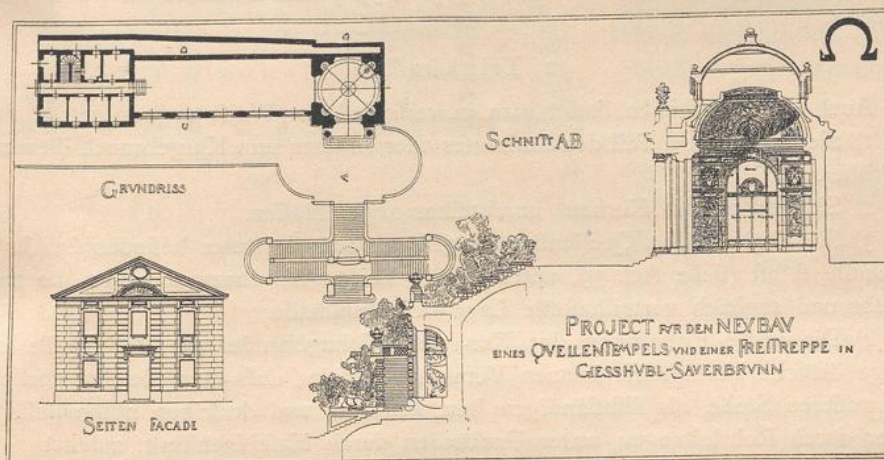 Ω
SCHNITT AB
GRVNDRISS
A
PROJECT FVR DEN NEVBAV
EINES QVELLENTEMPELS VND EINER FREITREPPE IN
GIESSHVBL-SAVERBRVNN
SEITEN FACADE